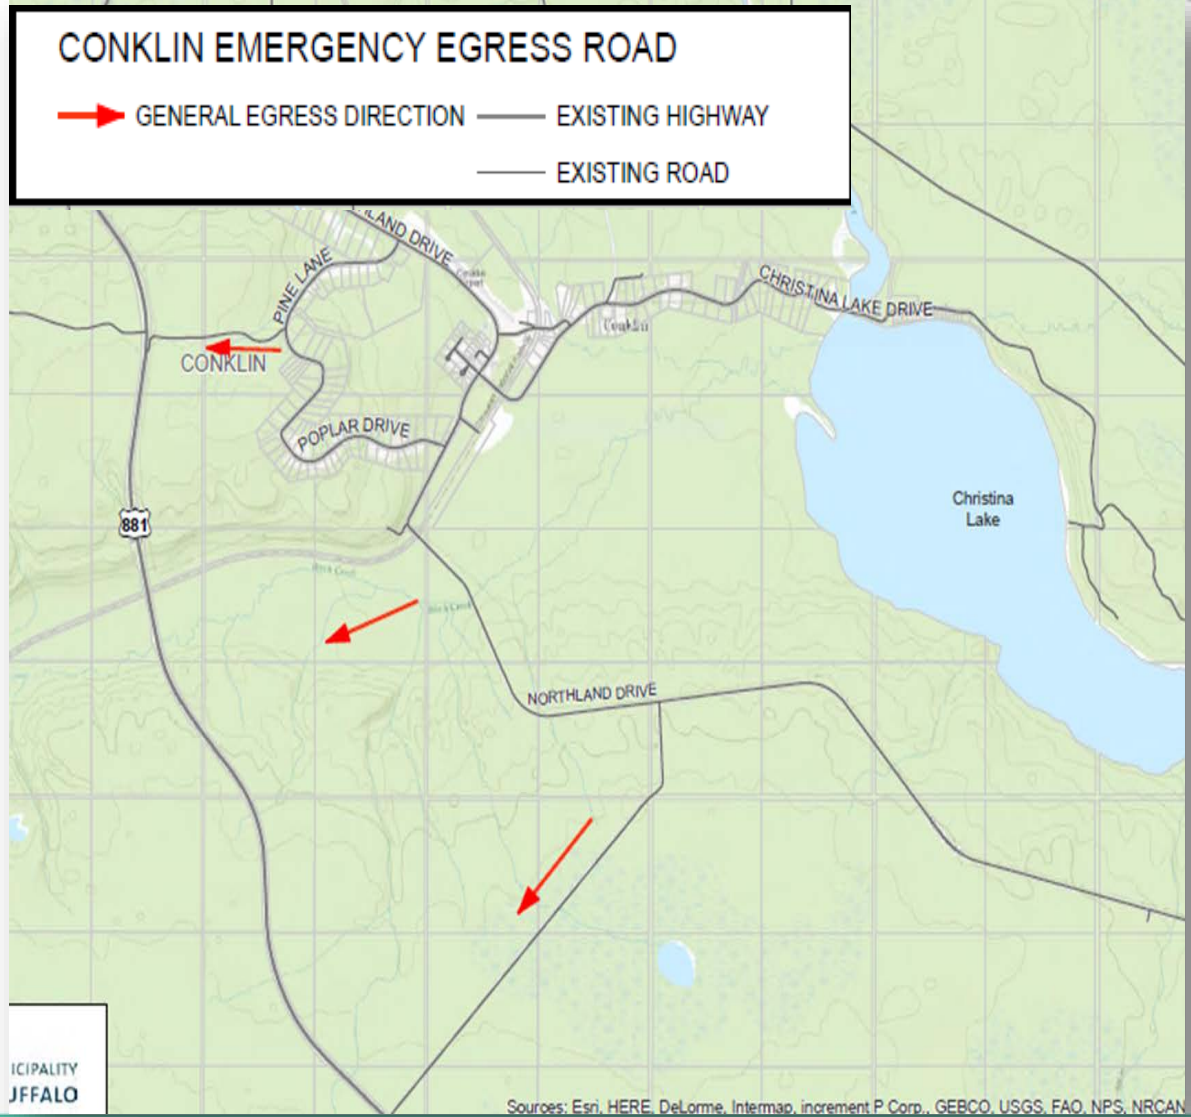 CONKLIN EMERGENCY EGRESS ROAD
GENERAL EGRESS DIRECTION
EXISTING HIGHWAY
EXISTING ROAD
LAND DRIVE
PINE LANE
CHRISTINA LAKE DRIVE
Conklin
CONKLIN
POPLAR DRIVE
Christina
Lake
881
NORTHLAND DRIVE
ICIPALITY
UFFALO
Sources: Esri, HERE, DeLorme, Intermap, increment P Corp., GEBCO, USGS, FAO, NPS, NRCAN